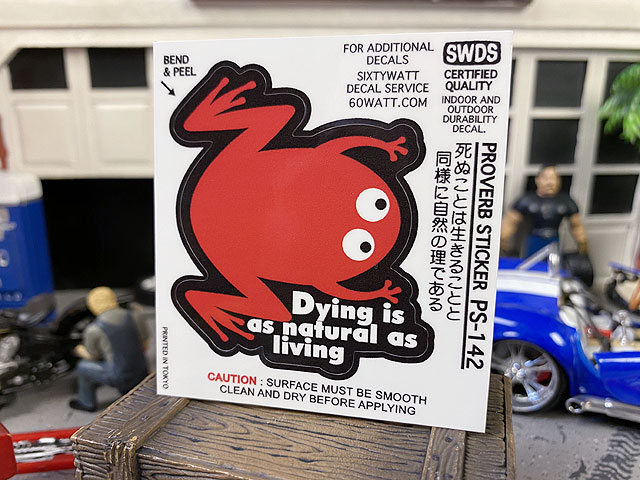 BEND
& PEEL
FOR ADDITIONAL
DECALS
SIXTYWATT
DECAL SERVICE
60WATT.COM
SWDS
CERTIFIED
QUALITY
INDOOR AND
OUTDOOR
DURABILITY
DECAL.
PROVERB STICKER PS-142
死ぬことは生きることと
同様に自然の理である
Dying is
as natural as
living
PRINTED IN TOKYO
CAUTION : SURFACE MUST BE SMOOTH
CLEAN AND DRY BEFORE APPLYING